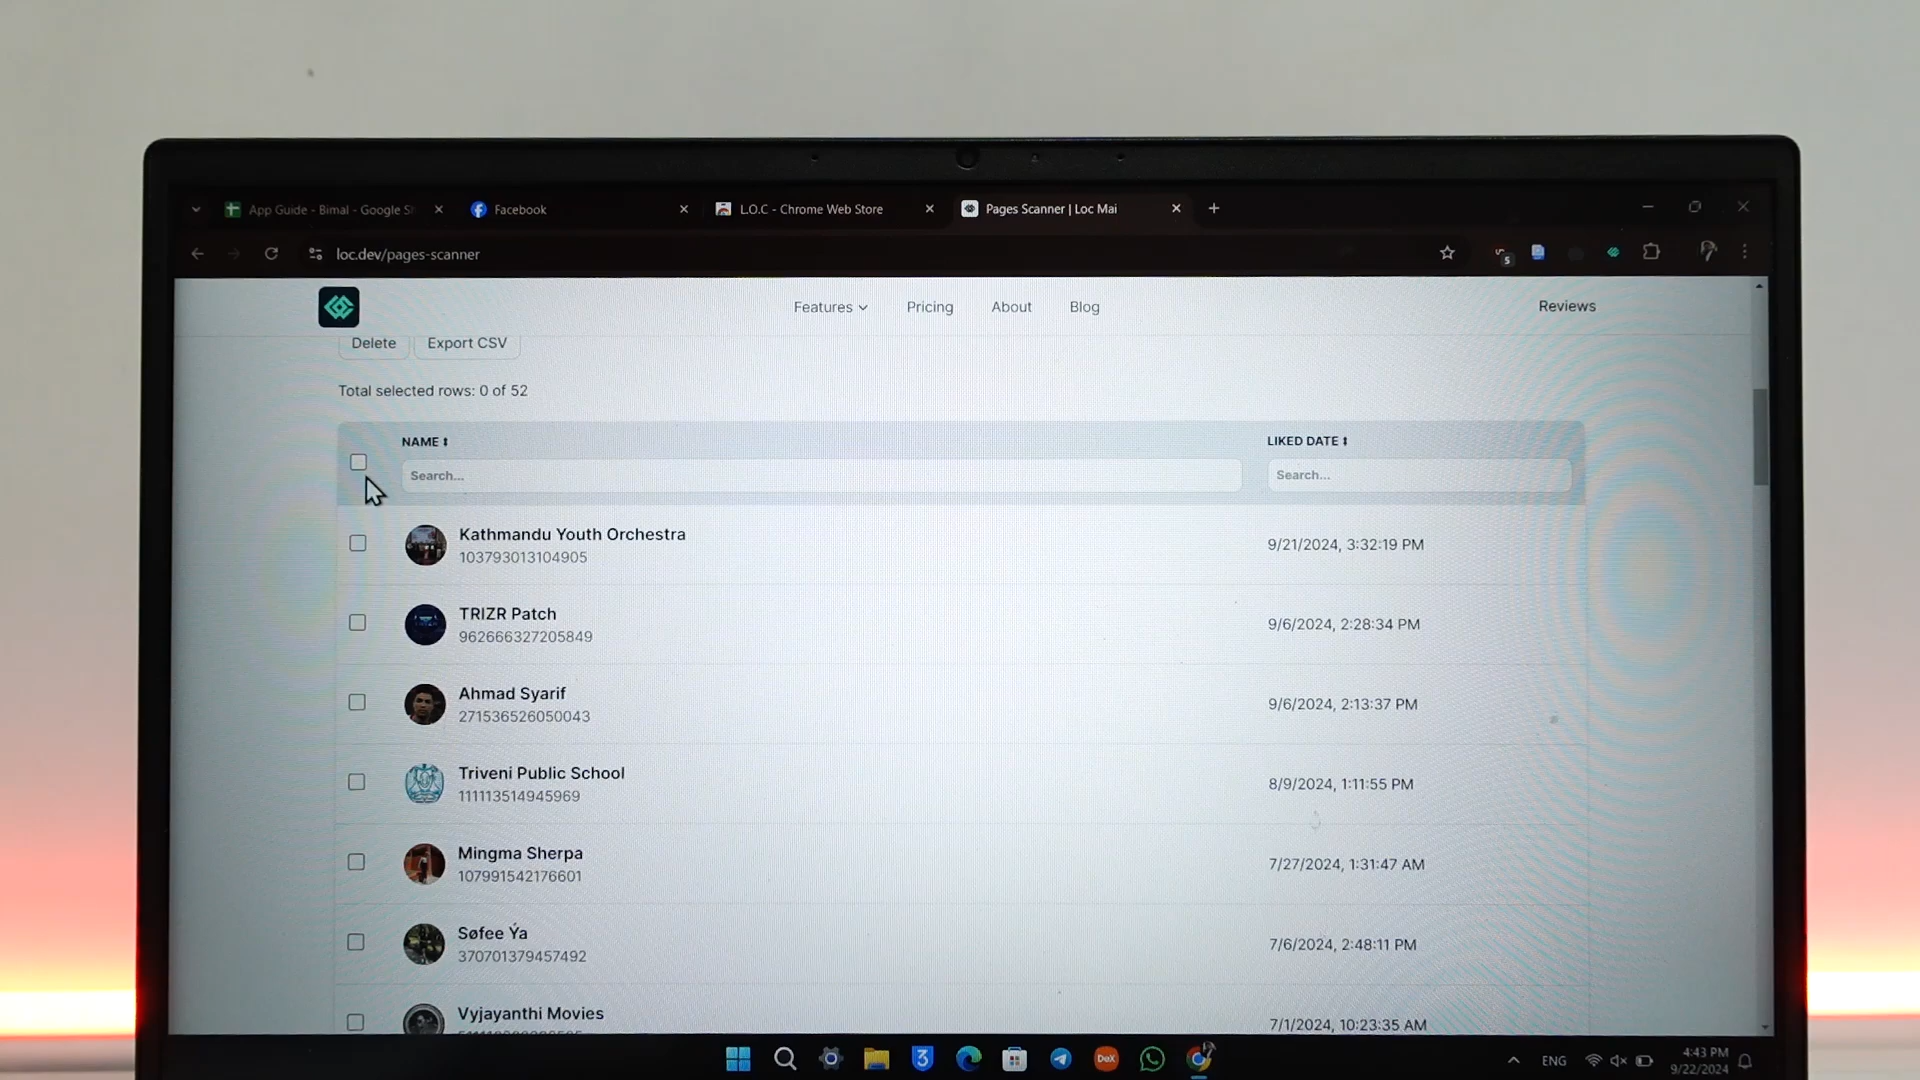 App Guide - Bimal - Google S
Facebook
L.O.C - Chrome Web Store
Pages Scanner | Loc Mai
loc.dev/pages-scanner
5
Features
Pricing
About
Blog
Reviews
Delete
Export CSV
Total selected rows: 0 of 52
NAME
LIKED DATE
Search...
Search...
Kathmandu Youth Orchestra
9/21/2024, 3:32:19 PM
103793013104905
TRIZR Patch
9/6/2024, 2:28:34 PM
962666327205849
Ahmad Syarif
9/6/2024, 2:13:37 PM
271536526050043
Triveni Public School
8/9/2024, 1:11:55 PM
111113514945969
Mingma Sherpa
7/27/2024, 1:31:47 AM
107991542176601
Søfee Ýa
7/6/2024, 2:48:11 PM
370701379457492
Vyjayanthi Movies
7/1/2024, 10:23:35 AM
3
DeX
ENG
4:43 PM
9/22/2024